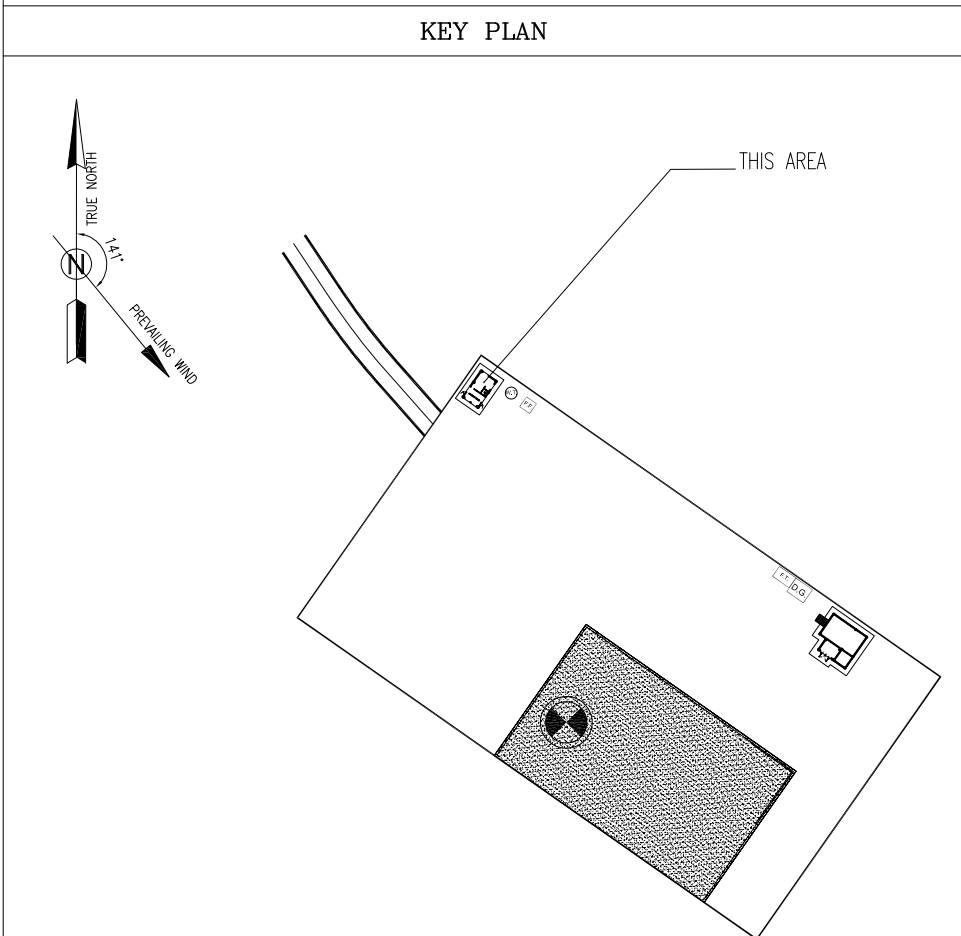 KEY PLAN
THIS AREA
TRUE NORTH
141°
N
PREVAILING WIND
F.F
F.T.
D.G.